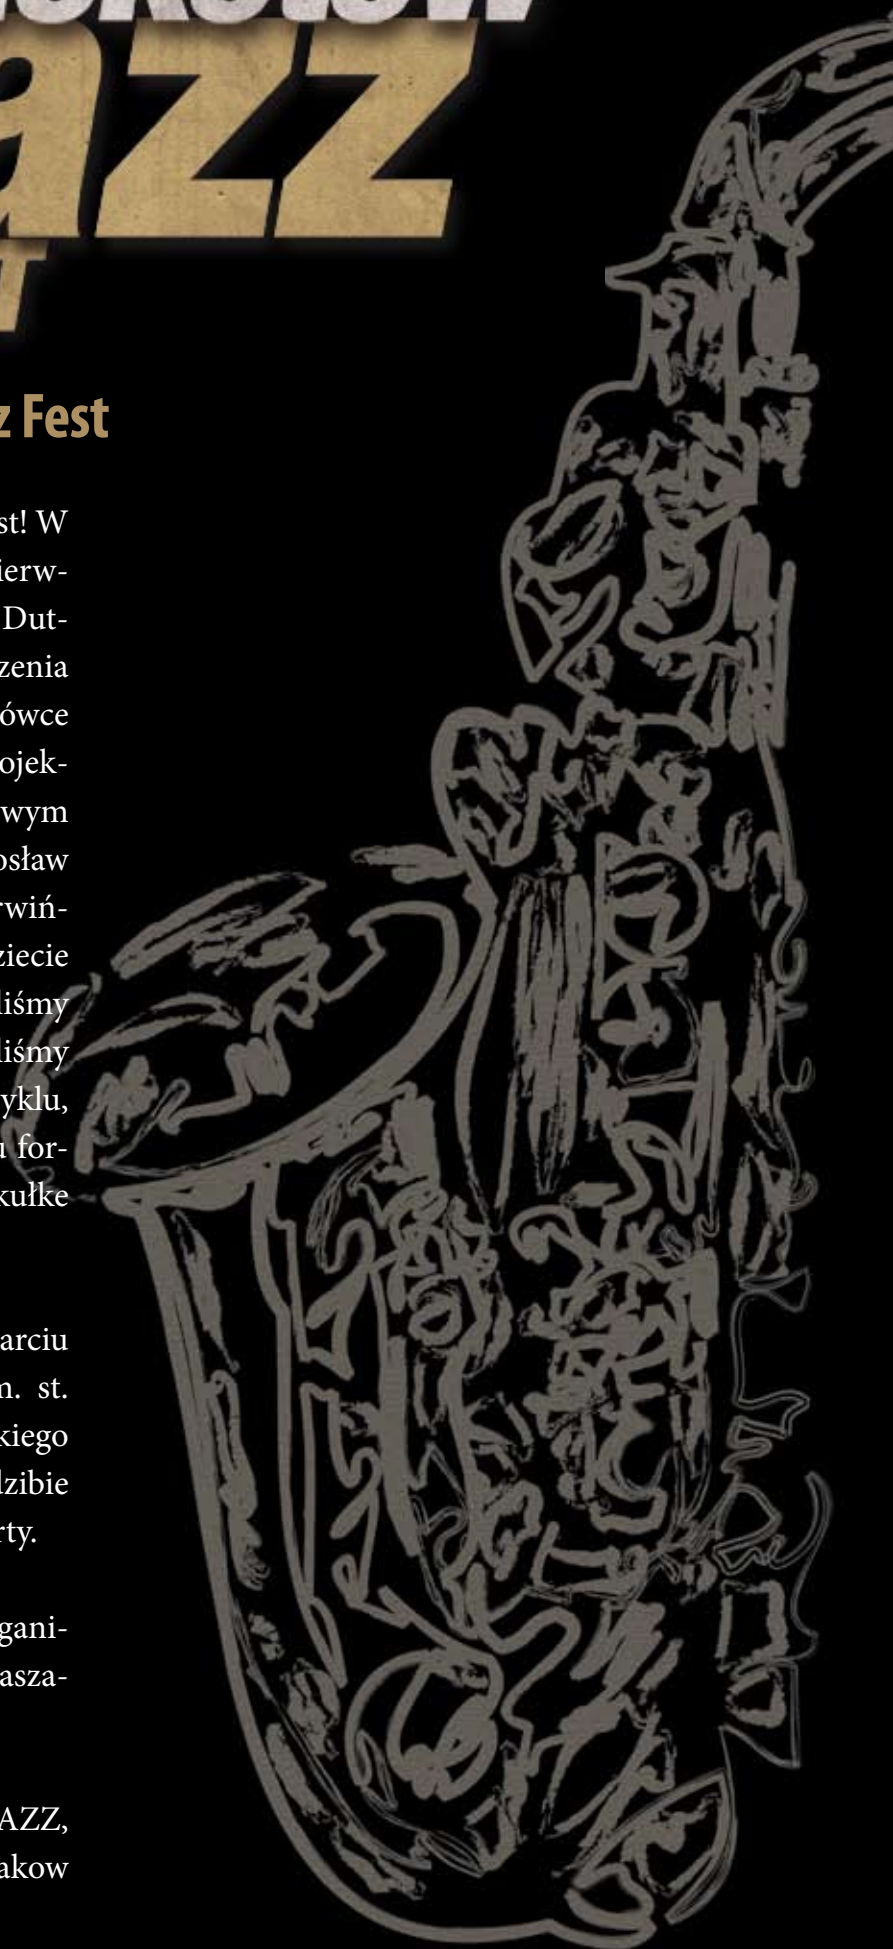 azz
T
z Fest
st! W
ierw-
Dut-
zenia
ówce
ojek-
wym
osław
rwiń-
ziecie
liśmy
liśmy
yklu,
u for-
kułke
arciu
m. st.
kiego
dzibie
rty.
gani-
asza-
AZZ,
akow